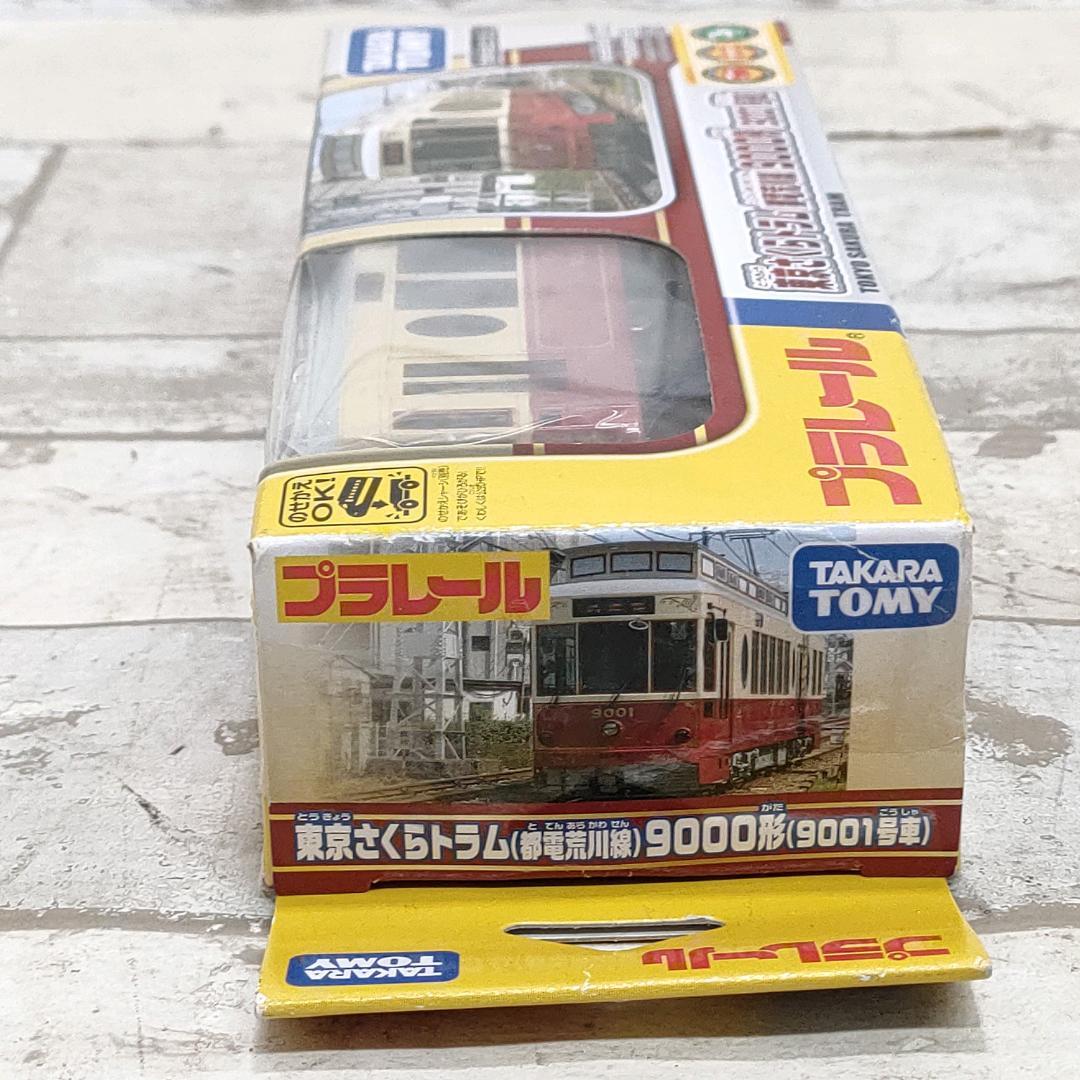 TAKARA
TOMY
TOKYO SAKURA TRAM
プラレール
のせかえ
OK!
プラレール
TAKARA
TOMY
9001
とうきょう
とでんあらかわせん
がた
ごうしゃ
東京さくらトラム(都電荒川線)9000形(9001号車)
TAKARA
TOMY
プラレール